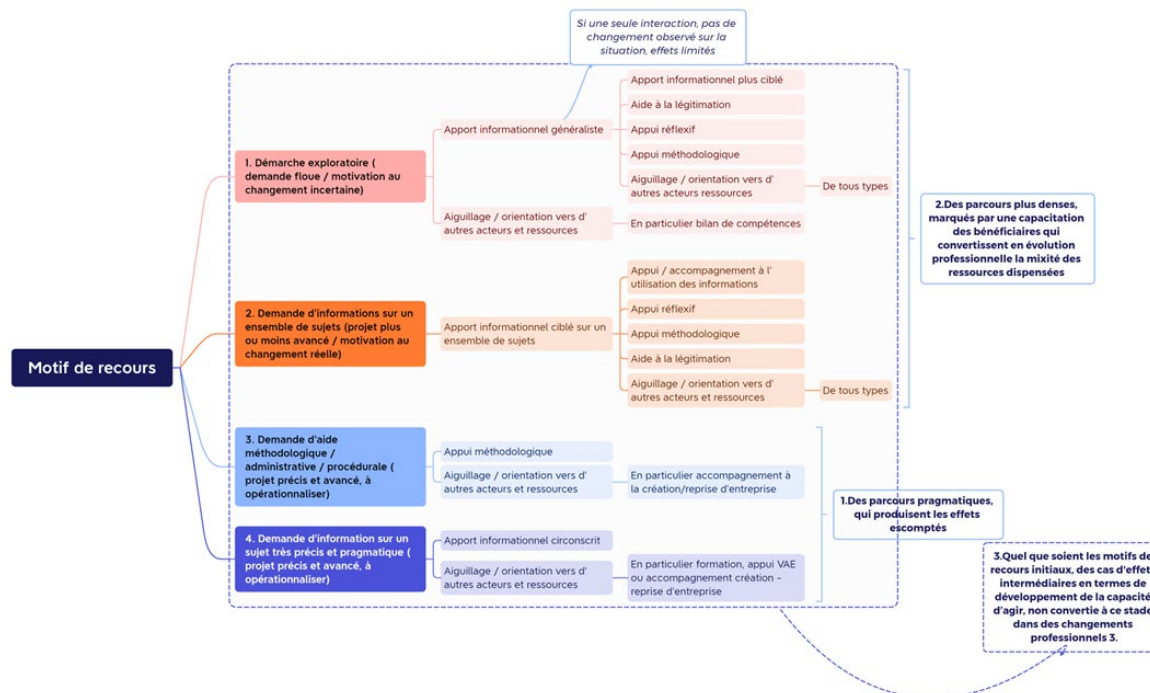 Si une seule interaction, pas de
changement observé sur la
situation, effets limités
Motif de recours
1. Démarche exploratoire (
demande floue / motivation au
changement incertaine)
Apport informationnel généraliste
Apport informationnel plus ciblé
Aide à la légitimation
Appui réflexif
Appui méthodologique
Aiguillage / orientation vers d'
autres acteurs ressources
De tous types
Aiguillage / orientation vers d'
autres acteurs et ressources
En particulier bilan de compétences
2. Demande d'informations sur un
ensemble de sujets (projet plus
ou moins avancé / motivation au
changement réelle)
Apport informationnel ciblé sur un
ensemble de sujets
Appui / accompagnement à l'
utilisation des informations
Appui réflexif
Appui méthodologique
Aide à la légitimation
Aiguillage / orientation vers d'
autres acteurs et ressources
De tous types
2.Des parcours plus denses,
marqués par une capacitation
des bénéficiaires qui
convertissent en évolution
professionelle la mixité des
ressources dispensées
3. Demande d'aide
méthodologique /
administrative / procédurale (
projet précis et avancé, à
opérationnaliser)
Appui méthodologique
Aiguillage / orientation vers d'
autres acteurs et ressources
En particulier accompagnement à
la création/reprise d'entreprise
4. Demande d'information sur un
sujet très précis et pragmatique (
projet précis et avancé, à
opérationnaliser)
Apport informationnel circonscrit
Aiguillage / orientation vers d'
autres acteurs et ressources
En particulier formation, appui VAE
ou accompagnement création -
reprise d'entreprise
1.Des parcours pragmatiques,
qui produisent les effets
escomptés
3.Quel que soient les motifs de
recours initiaux, des cas d'effet
intermédiaires en termes de
développement de la capacité
d'agir, non convertie à ce stade
dans des changements
professionnels 3.